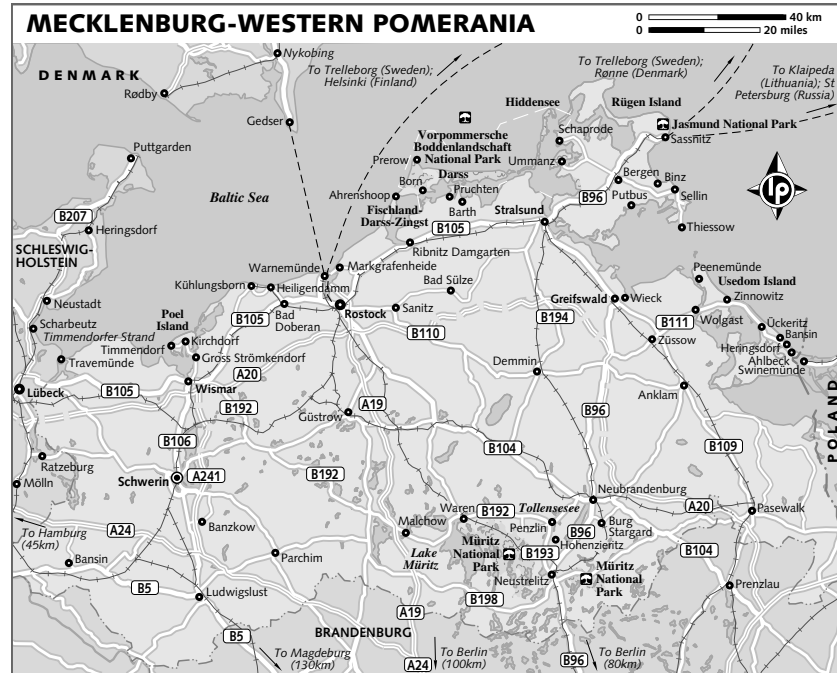 MECKLENBURG-WESTERN POMERANIA
0 40 km
0 20 miles
DENMARK
Nykobing
Rødby
Gedser
To Trelleborg (Sweden);
Helsinki (Finland)
To Trelleborg (Sweden);
Rønne (Denmark)
To Klaipeda
(Lithuania); St
Petersburg (Russia)
Hiddensee
Rügen Island
Jasmund National Park
Sassnitz
Schaprode
Ummanz
Vorpommersche
Boddenlandschaft
National Park
Prerow
Darss
Born
Pruchten
Ahrenshoop
Barth
Fischland-
Darss-Zingst
Bergen
Binz
Sellin
Putbus
Thiessow
B96
lp
Puttgarden
Baltic Sea
B207
Heringsdorf
SCHLESWIG-
HOLSTEIN
Stralsund
B105
Ribnitz Damgarten
Warnemünde
Markgrafenheide
Kühlungsborn
Heiligendamm
Bad Sülze
Sanitz
Rostock
Bad
Doberan
B105
Neustadt
Scharbeutz
Timmendorfer Strand
Timmendorf
Travemünde
Poel
Island
Kirchdorf
Gross Strömkendorf
Peenemünde
Usedom Island
Zinnowitz
Greifswald
Wieck
B111
Wolgast
Ückeritz
Bansin
Heringsdorf
Ahlbeck
Swinemünde
Züssow
B194
B110
Demmin
Anklam
POLAND
Lübeck
B105
Wismar
A20
B192
A19
Güstrow
B96
B106
B104
B109
B192
Ratzeburg
Mölln
Schwerin
A241
Neubrandenburg
A20
Pasewalk
Waren
B192
Tollensesee
Penzlin
B96
Burg
Stargard
Hohenzieritz
Malchow
Lake
Müritz
Müritz
National
Park
B193
B104
Neustrelitz
Müritz
National
Park
Prenzlau
To Hamburg
(45km)
A24
Banzkow
Bansin
Parchim
B5
Ludwigslust
A19
B198
BRANDENBURG
B5
To Magdeburg
(130km)
A24
To Berlin
(100km)
B96
To Berlin
(80km)